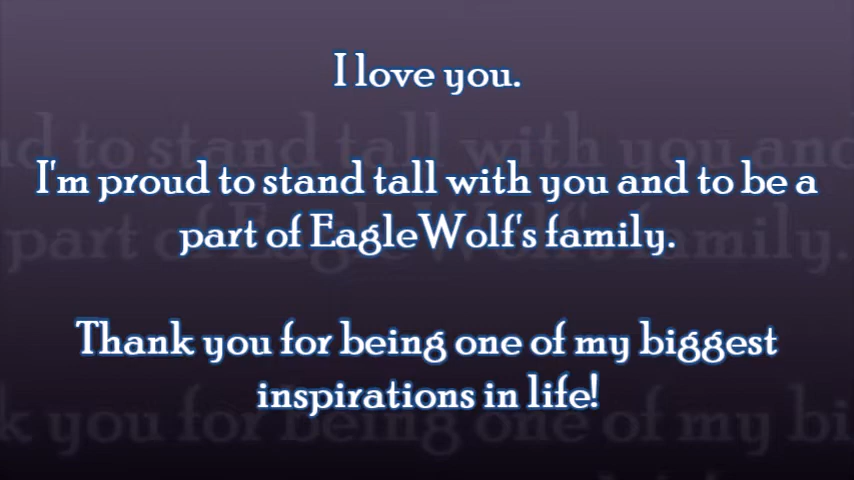 I love you.
I'm proud to stand tall with you and to be a
part of EagleWolf's family.
Thank you for being one of my biggest
inspirations in life!